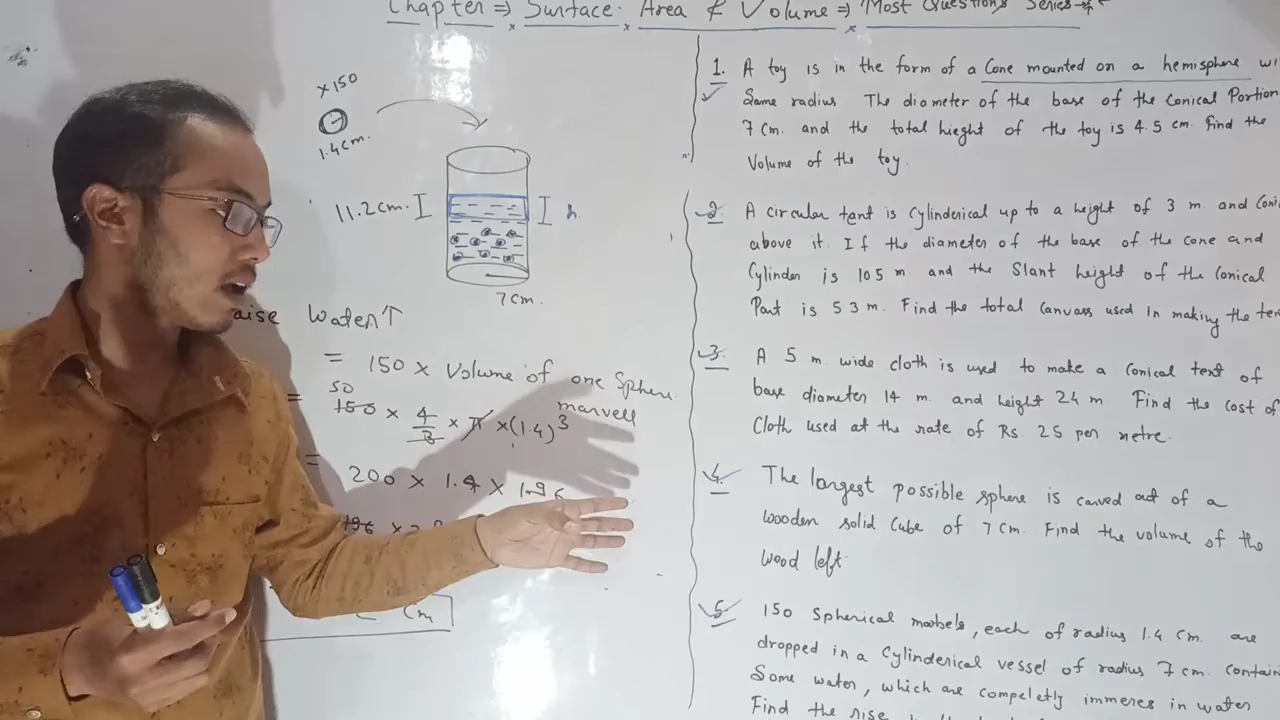 Chapter ⇒ Surface Area & Volume ⇒ Most Questions Series
×150
1.4cm.
11.2cm.
h
7cm.
aise Water↑
= 150 × Volume of one Sphere
marvell
50
= 150 × 4/3 × π × (1.4)³
= 200 × 1.4 × 1.96
196 ×
Cm
1. A toy is in the form of a Cone mounted on a hemisphere wi
Same radius The diameter of the base of the Conical Portion
7 Cm. and the total hieght of the toy is 4.5 cm. Find the
Volume of the toy.
2. A circular tent is Cylinderical up to a height of 3 m. and Coni
above it. If the diameter of the base of the cone and
Cylinder is 105 m and the Slant height of the Conical
Part is 53 m. Find the total Canvass used in making the ten
3. A 5 m. wide cloth is used to make a Conical tent of
base diameter 14 m. and height 24 m. Find the cost of
Cloth used at the rate of Rs. 25 per metre.
4. The longest possible sphere is carved out of a
Wooden solid Cube of 7 Cm. Find the volume of the
Wood left.
5. 150 Spherical marbels, each of radius 1.4 Cm. are
dropped in a Cylinderical vessel of radius 7 cm. contain
Some water, which are compeletly immeres in water
Find the rise